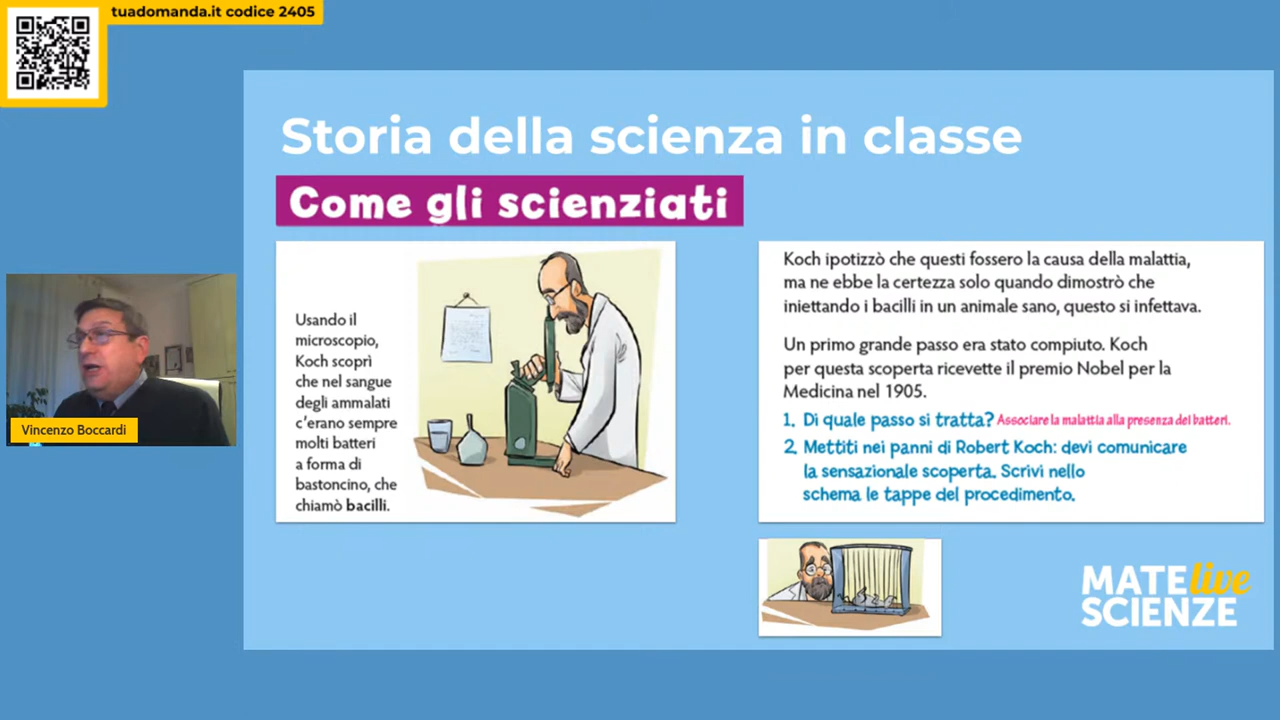 tuadomanda.it codice 2405
Storia della scienza in classe
Come gli scienziati
Usando il
microscopio,
Koch scoprì
che nel sangue
degli ammalati
c'erano sempre
molti batteri
a forma di
bastoncino, che
chiamò bacilli.
Koch ipotizzò che questi fossero la causa della malattia,
ma ne ebbe la certezza solo quando dimostrò che
iniettando i bacilli in un animale sano, questo si infettava.
Un primo grande passo era stato compiuto. Koch
per questa scoperta ricevette il premio Nobel per la
Medicina nel 1905.
1. Di quale passo si tratta? Associare la malattia alla presenza dei batteri.
2. Mettiti nei panni di Robert Koch: devi comunicare
la sensazionale scoperta. Scrivi nello
schema le tappe del procedimento.
Vincenzo Boccardi
MATE live
SCIENZE